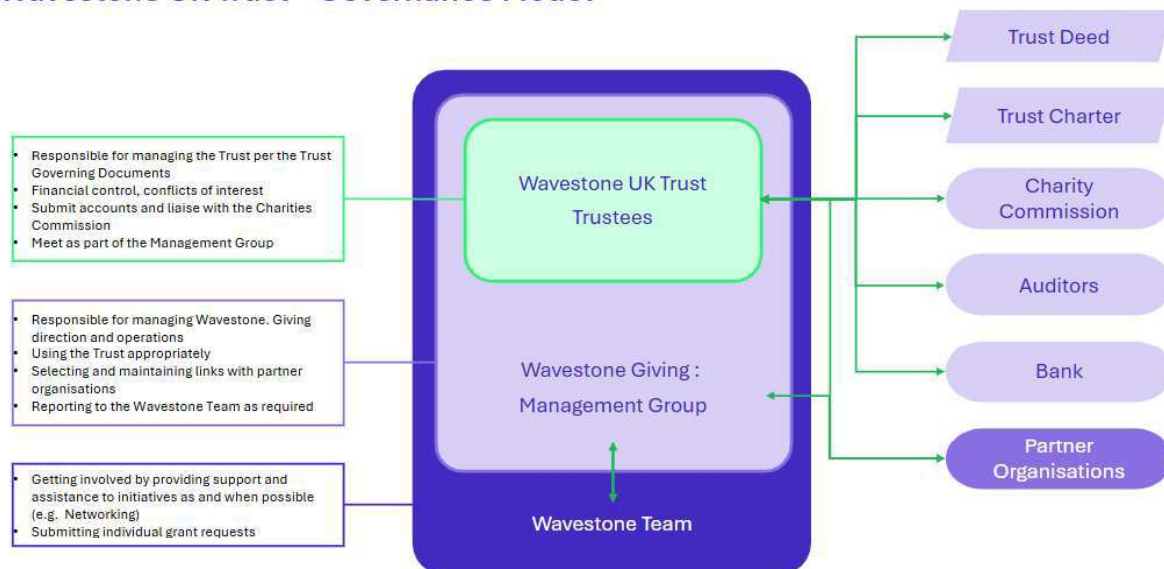 Trust Deed
Trust Charter
Charity
Commission
Auditors
Bank
Partner
Organisations
• Responsible for managing the Trust per the Trust
Governing Documents
• Financial control, conflicts of interest
• Submit accounts and liaise with the Charities
Commission
• Meet as part of the Management Group
Wavestone UK Trust
Trustees
• Responsible for managing Wavestone. Giving
direction and operations
• Using the Trust appropriately
• Selecting and maintaining links with partner
organisations
• Reporting to the Wavestone Team as required
Wavestone Giving :
Management Group
• Getting involved by providing support and
assistance to initiatives as and when possible
(e.g. Networking)
• Submitting individual grant requests
Wavestone Team